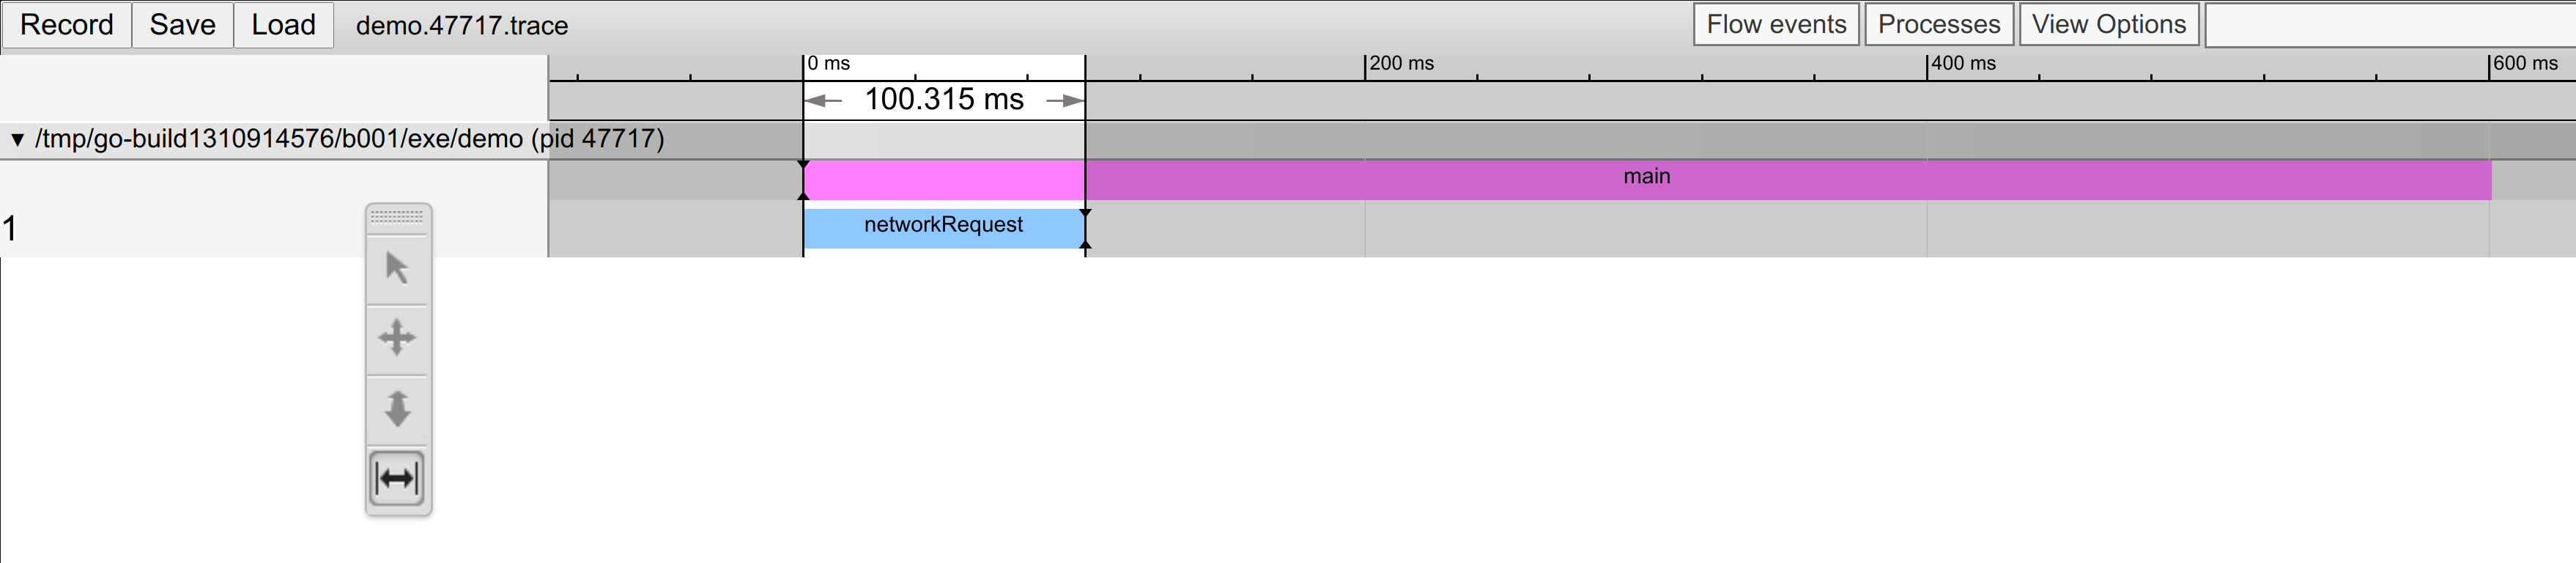 Record Save Load demo.47717.trace Flow events Processes View Options
0 ms 200 ms 400 ms 600 ms
100.315 ms
▼ /tmp/go-build1310914576/b001/exe/demo (pid 47717)
main
1 networkRequest